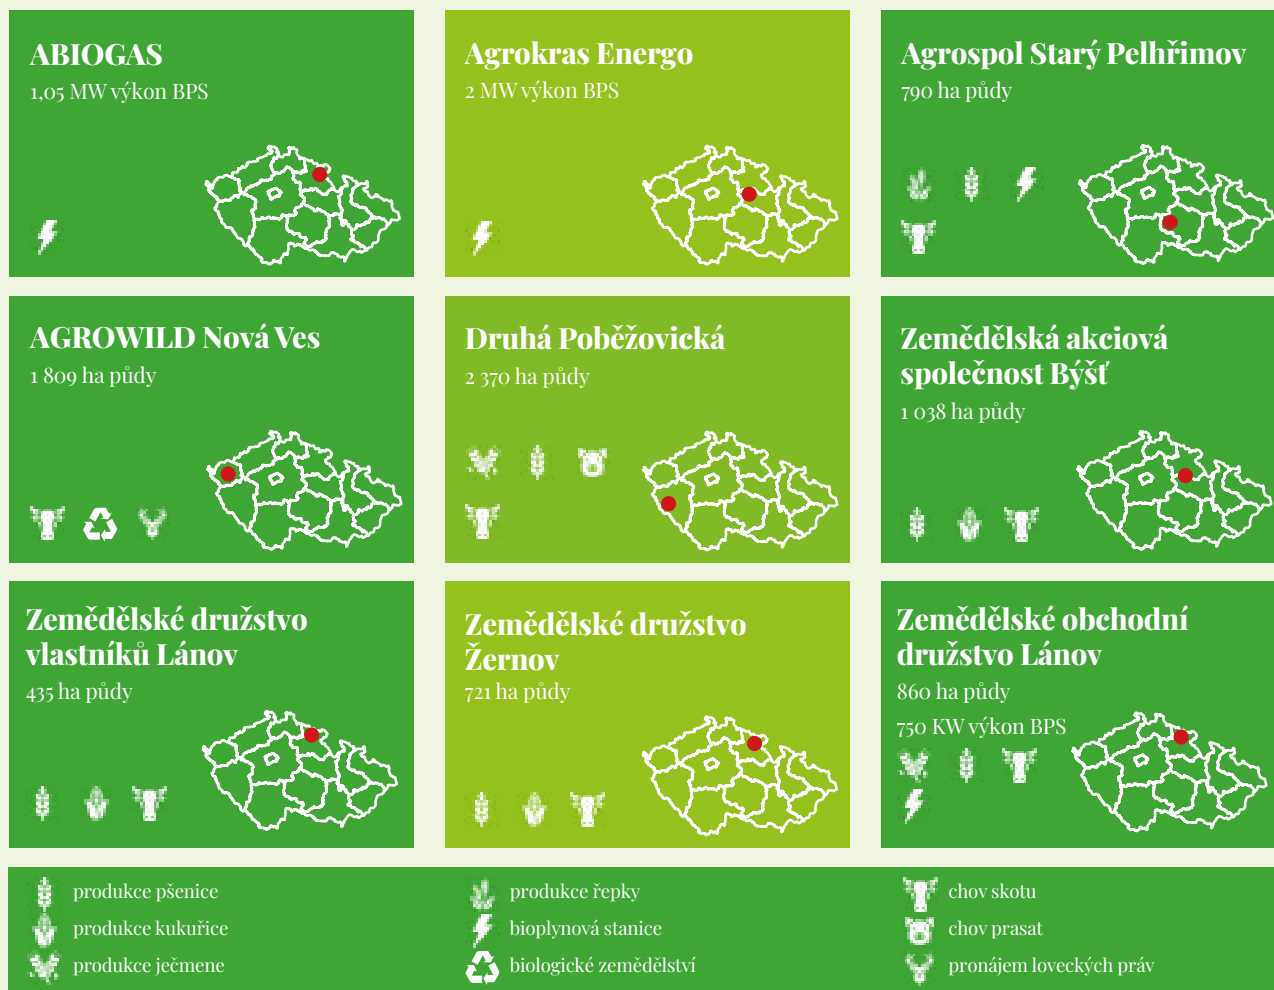 ABIOGAS
1,05 MW výkon BPS
Agrokras Energo
2 MW výkon BPS
Agrospol Starý Pelhřimov
790 ha půdy
AGROWILD Nová Ves
1 809 ha půdy
Druhá Poběžovická
2 370 ha půdy
Zemědělská akciová
společnost Býšť
1 038 ha půdy
Zemědělské družstvo
vlastníků Lánov
435 ha půdy
Zemědělské družstvo
Žernov
721 ha půdy
Zemědělské obchodní
družstvo Lánov
860 ha půdy
750 KW výkon BPS
produkce pšenice
produkce kukuřice
produkce ječmene
produkce řepky
bioplynová stanice
biologické zemědělství
chov skotu
chov prasat
pronájem loveckých práv